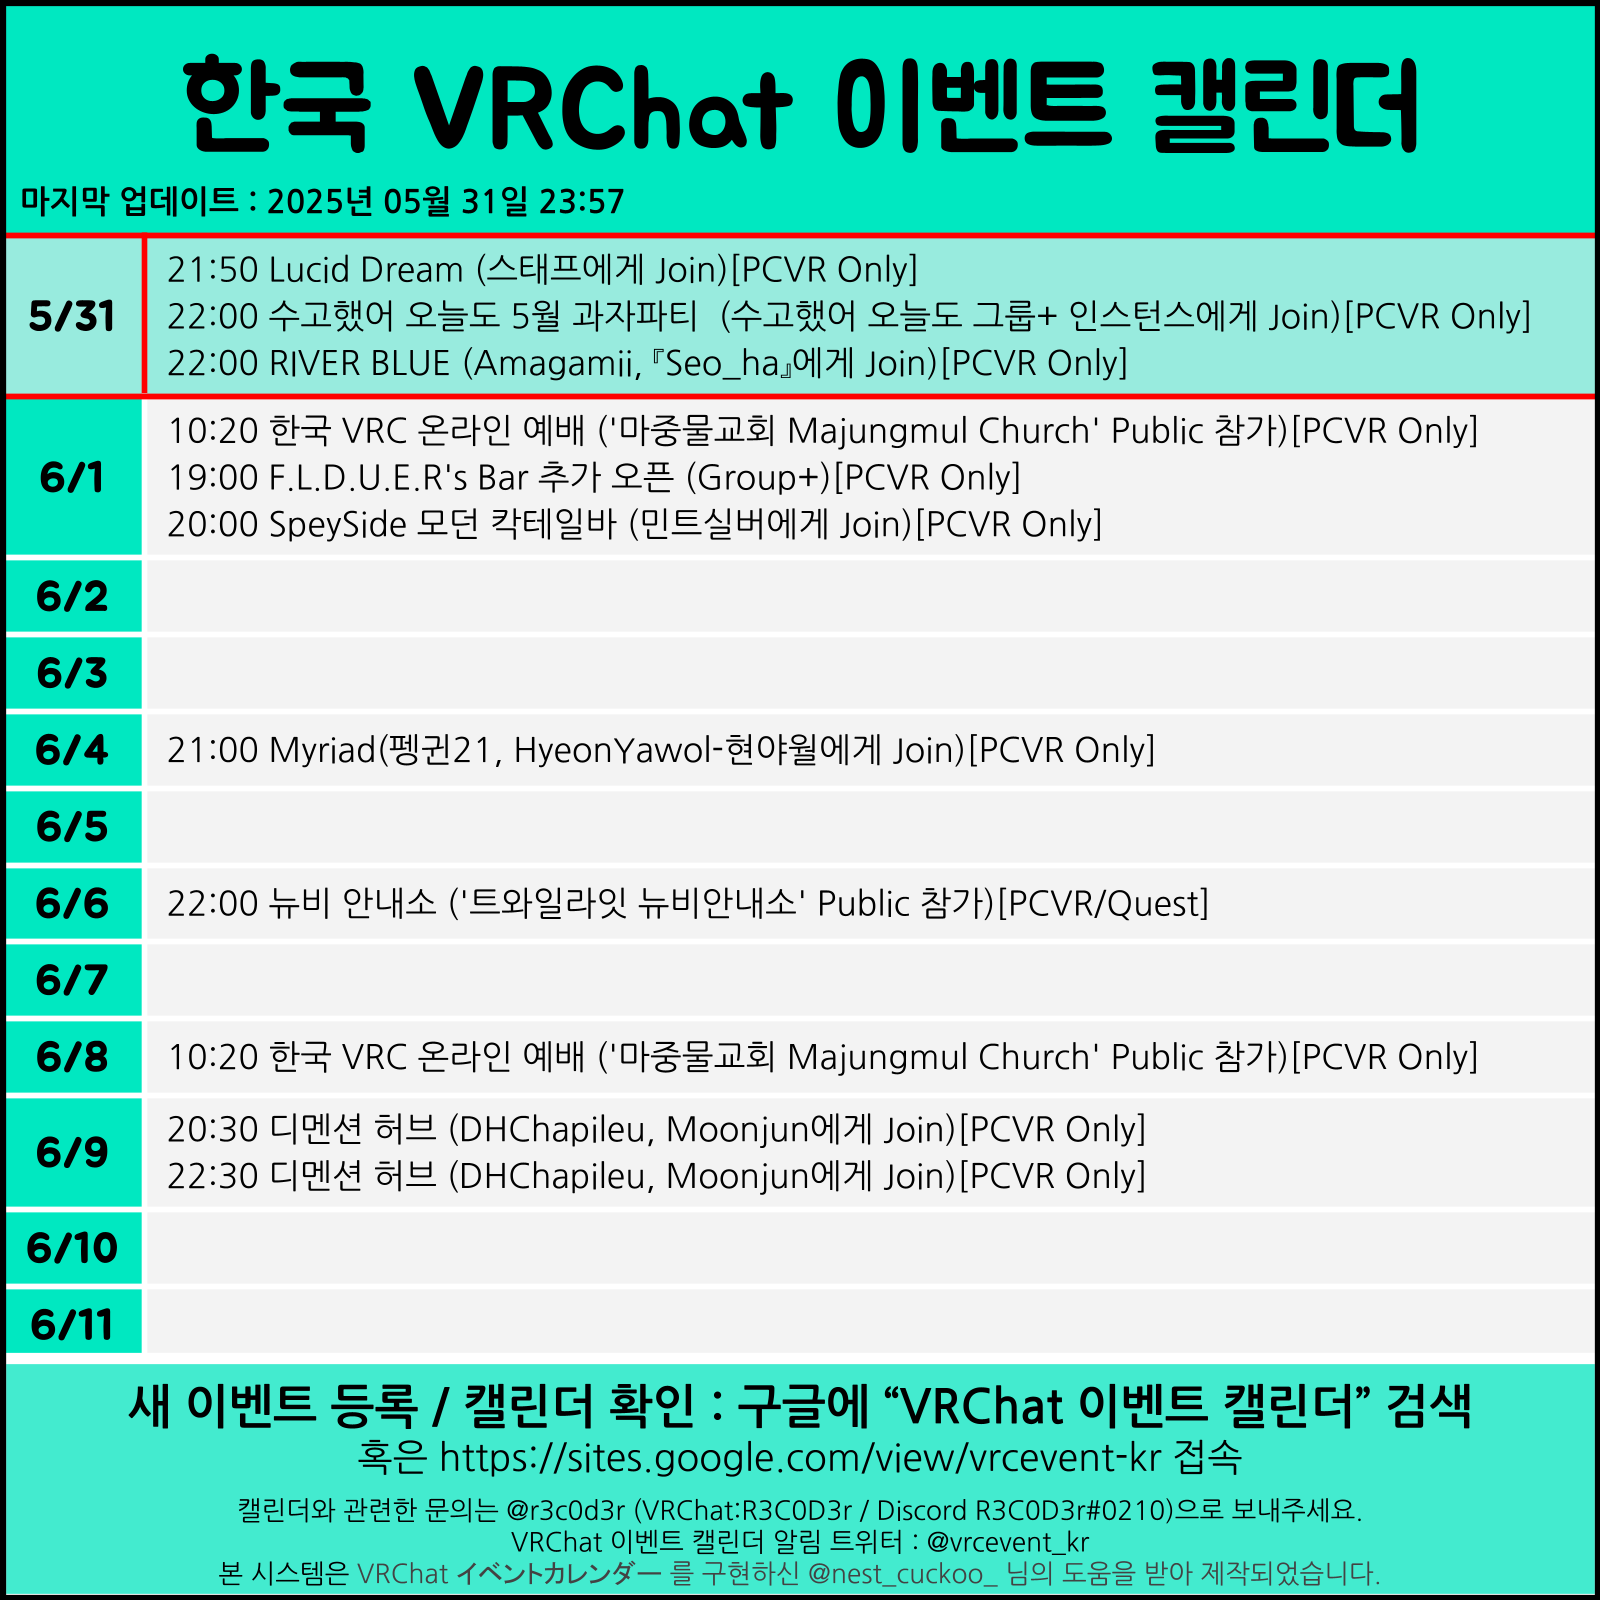 한국 VRChat 이벤트 캘린더
마지막 업데이트 : 2025년 05월 31일 23:57
5/31
21:50 Lucid Dream (스태프에게 Join)[PCVR Only]
22:00 수고했어 오늘도 5월 과자파티  (수고했어 오늘도 그룹+ 인스턴스에게 Join)[PCVR Only]
22:00 RIVER BLUE (Amagamii, 『Seo_ha』에게 Join)[PCVR Only]
6/1
10:20 한국 VRC 온라인 예배 ('마중물교회 Majungmul Church' Public 참가)[PCVR Only]
19:00 F.L.D.U.E.R's Bar 추가 오픈 (Group+)[PCVR Only]
20:00 SpeySide 모던 칵테일바 (민트실버에게 Join)[PCVR Only]
6/2
6/3
6/4
21:00 Myriad(펭귄21, HyeonYawol-현야월에게 Join)[PCVR Only]
6/5
6/6
22:00 뉴비 안내소 ('트와일라잇 뉴비안내소' Public 참가)[PCVR/Quest]
6/7
6/8
10:20 한국 VRC 온라인 예배 ('마중물교회 Majungmul Church' Public 참가)[PCVR Only]
6/9
20:30 디멘션 허브 (DHChapileu, Moonjun에게 Join)[PCVR Only]
22:30 디멘션 허브 (DHChapileu, Moonjun에게 Join)[PCVR Only]
6/10
6/11
새 이벤트 등록 / 캘린더 확인 : 구글에 “VRChat 이벤트 캘린더” 검색
혹은 https://sites.google.com/view/vrcevent-kr 접속
캘린더와 관련한 문의는 @r3c0d3r (VRChat:R3C0D3r / Discord R3C0D3r#0210)으로 보내주세요.
VRChat 이벤트 캘린더 알림 트위터 : @vrcevent_kr
본 시스템은 VRChat イベントカレンダー 를 구현하신 @nest_cuckoo_ 님의 도움을 받아 제작되었습니다.